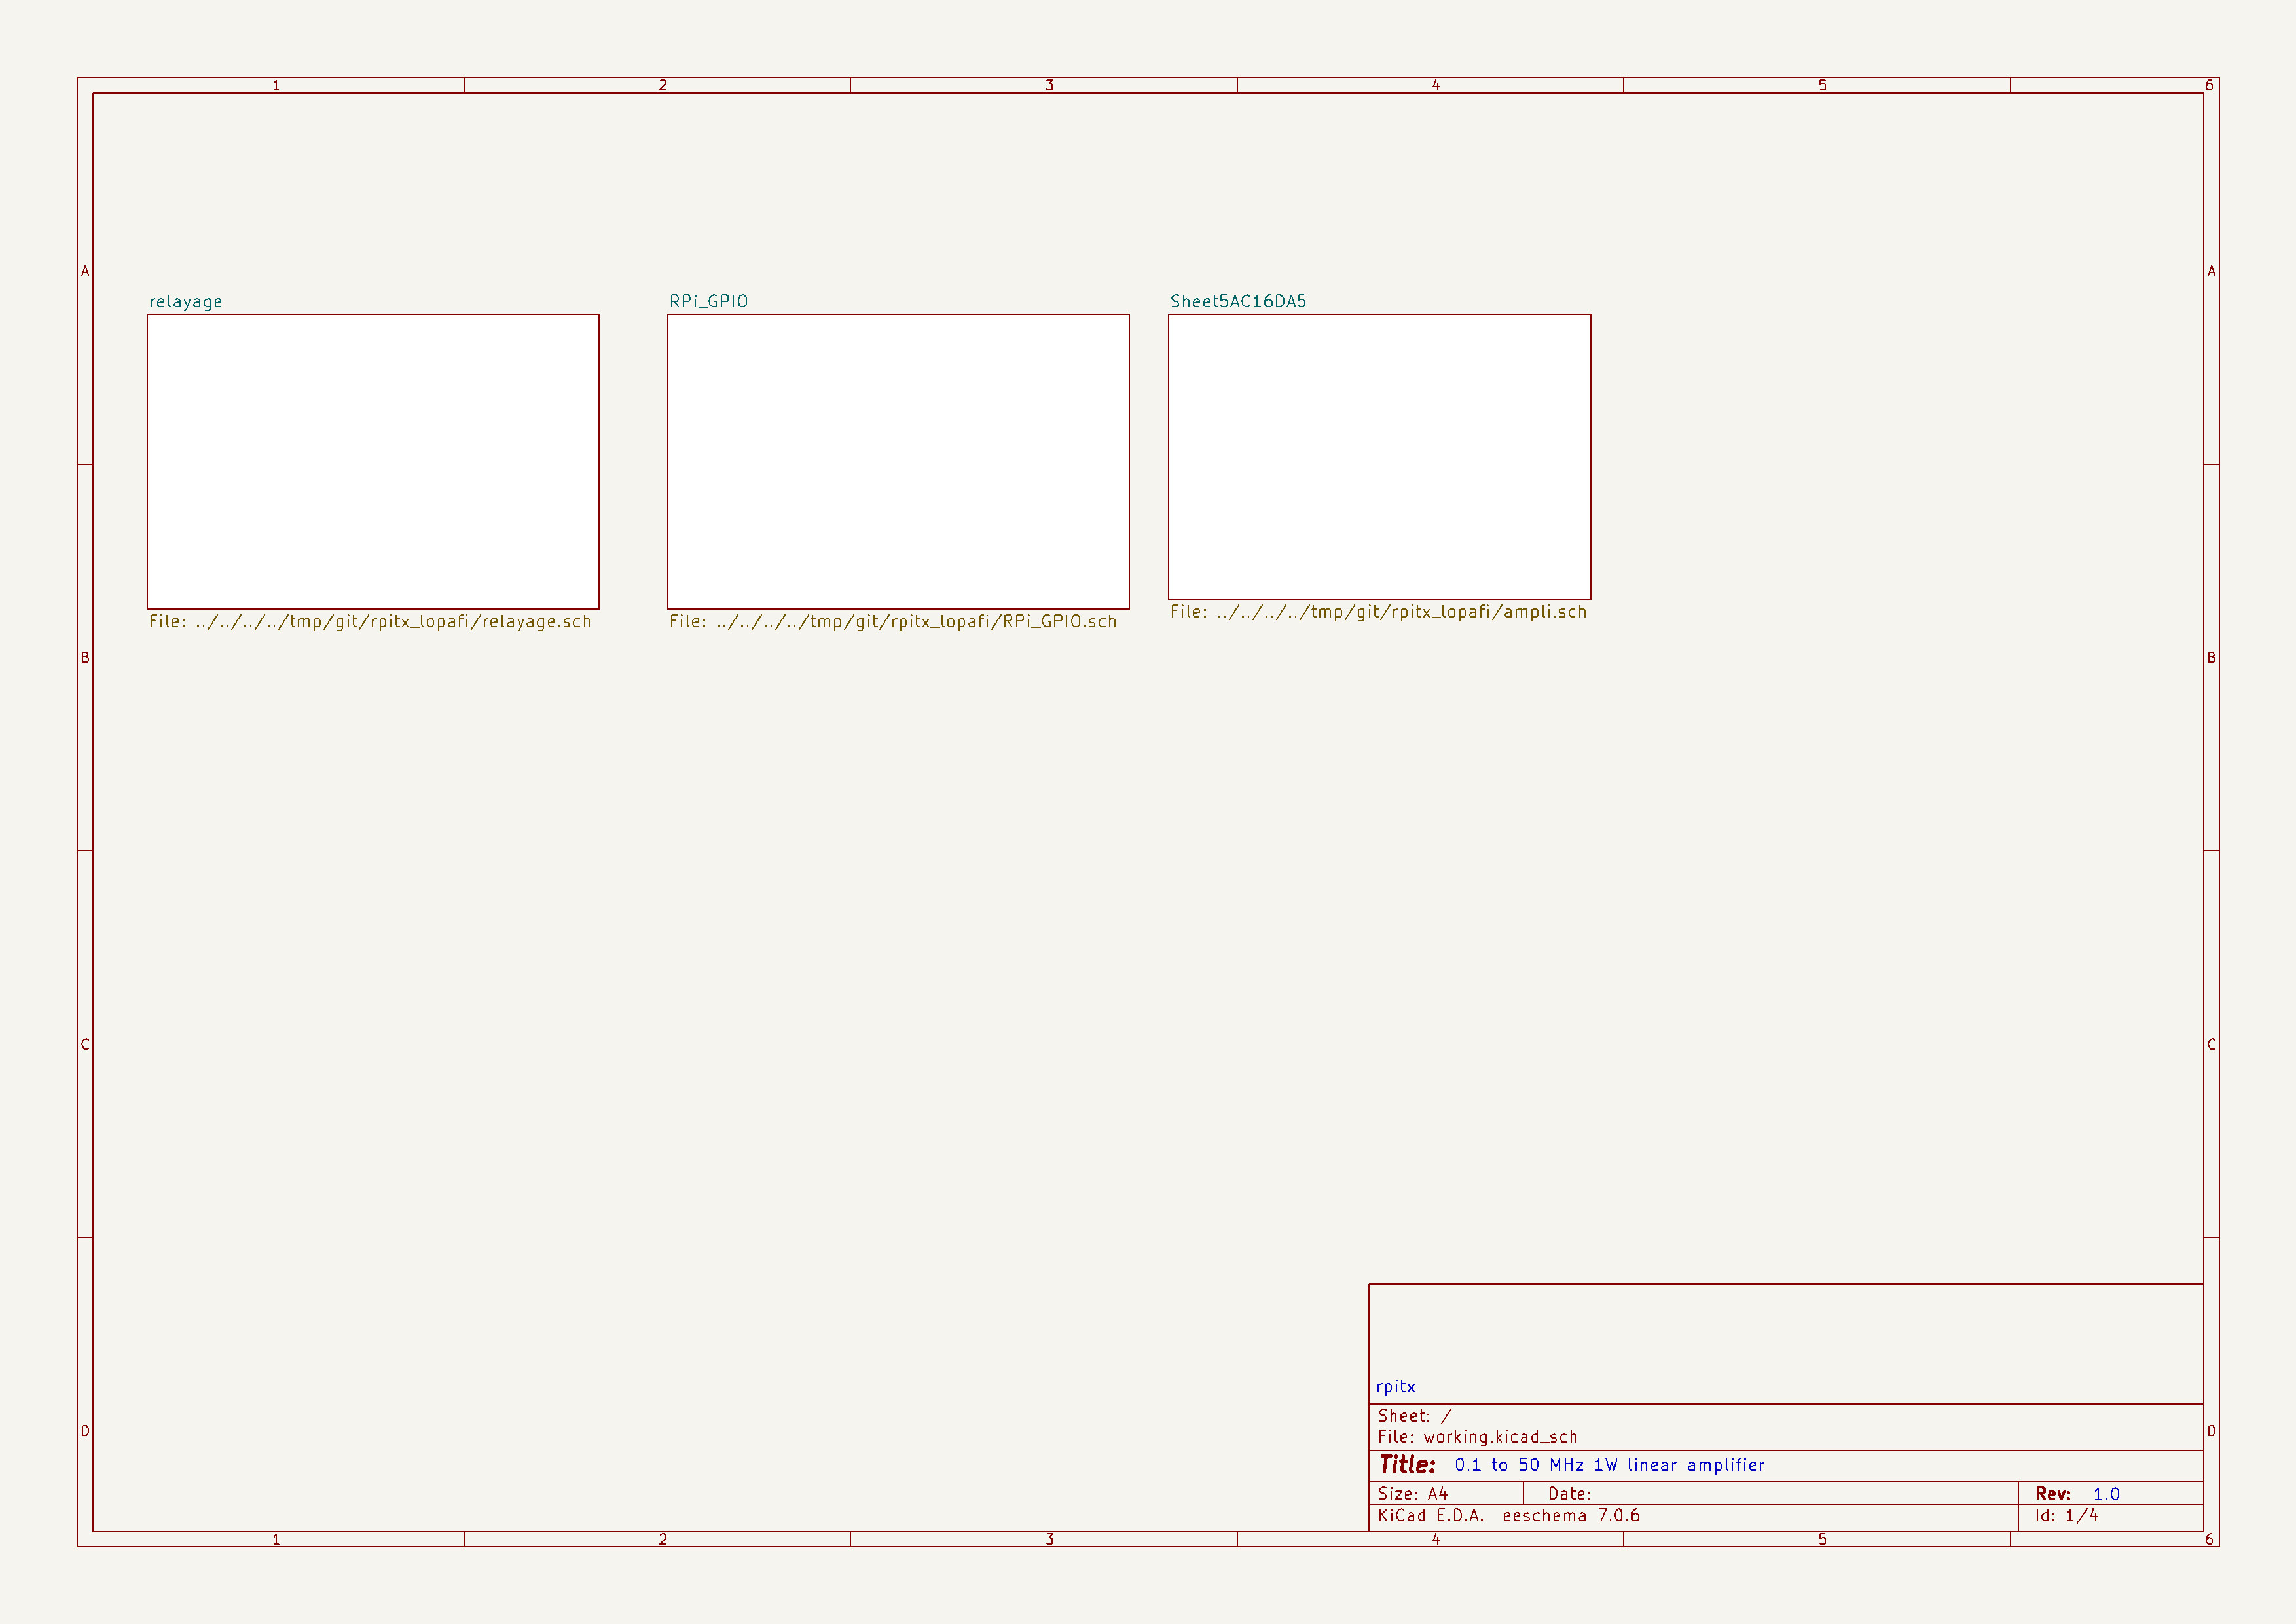 1 2 3 4 5 6
A A
relayage RPi_GPIO Sheet5AC16DA5
File: ../../../../tmp/git/rpitx_lopafi/relayage.sch File: ../../../../tmp/git/rpitx_lopafi/RPi_GPIO.sch File: ../../../../tmp/git/rpitx_lopafi/ampli.sch
B B
C C
rpitx
Sheet: /
D D
File: working.kicad_sch
Title: 0.1 to 50 MHz 1W linear amplifier
Size: A4 Date: Rev: 1.0
KiCad E.D.A. eeschema 7.0.6 Id: 1/4
1 2 3 4 5 6